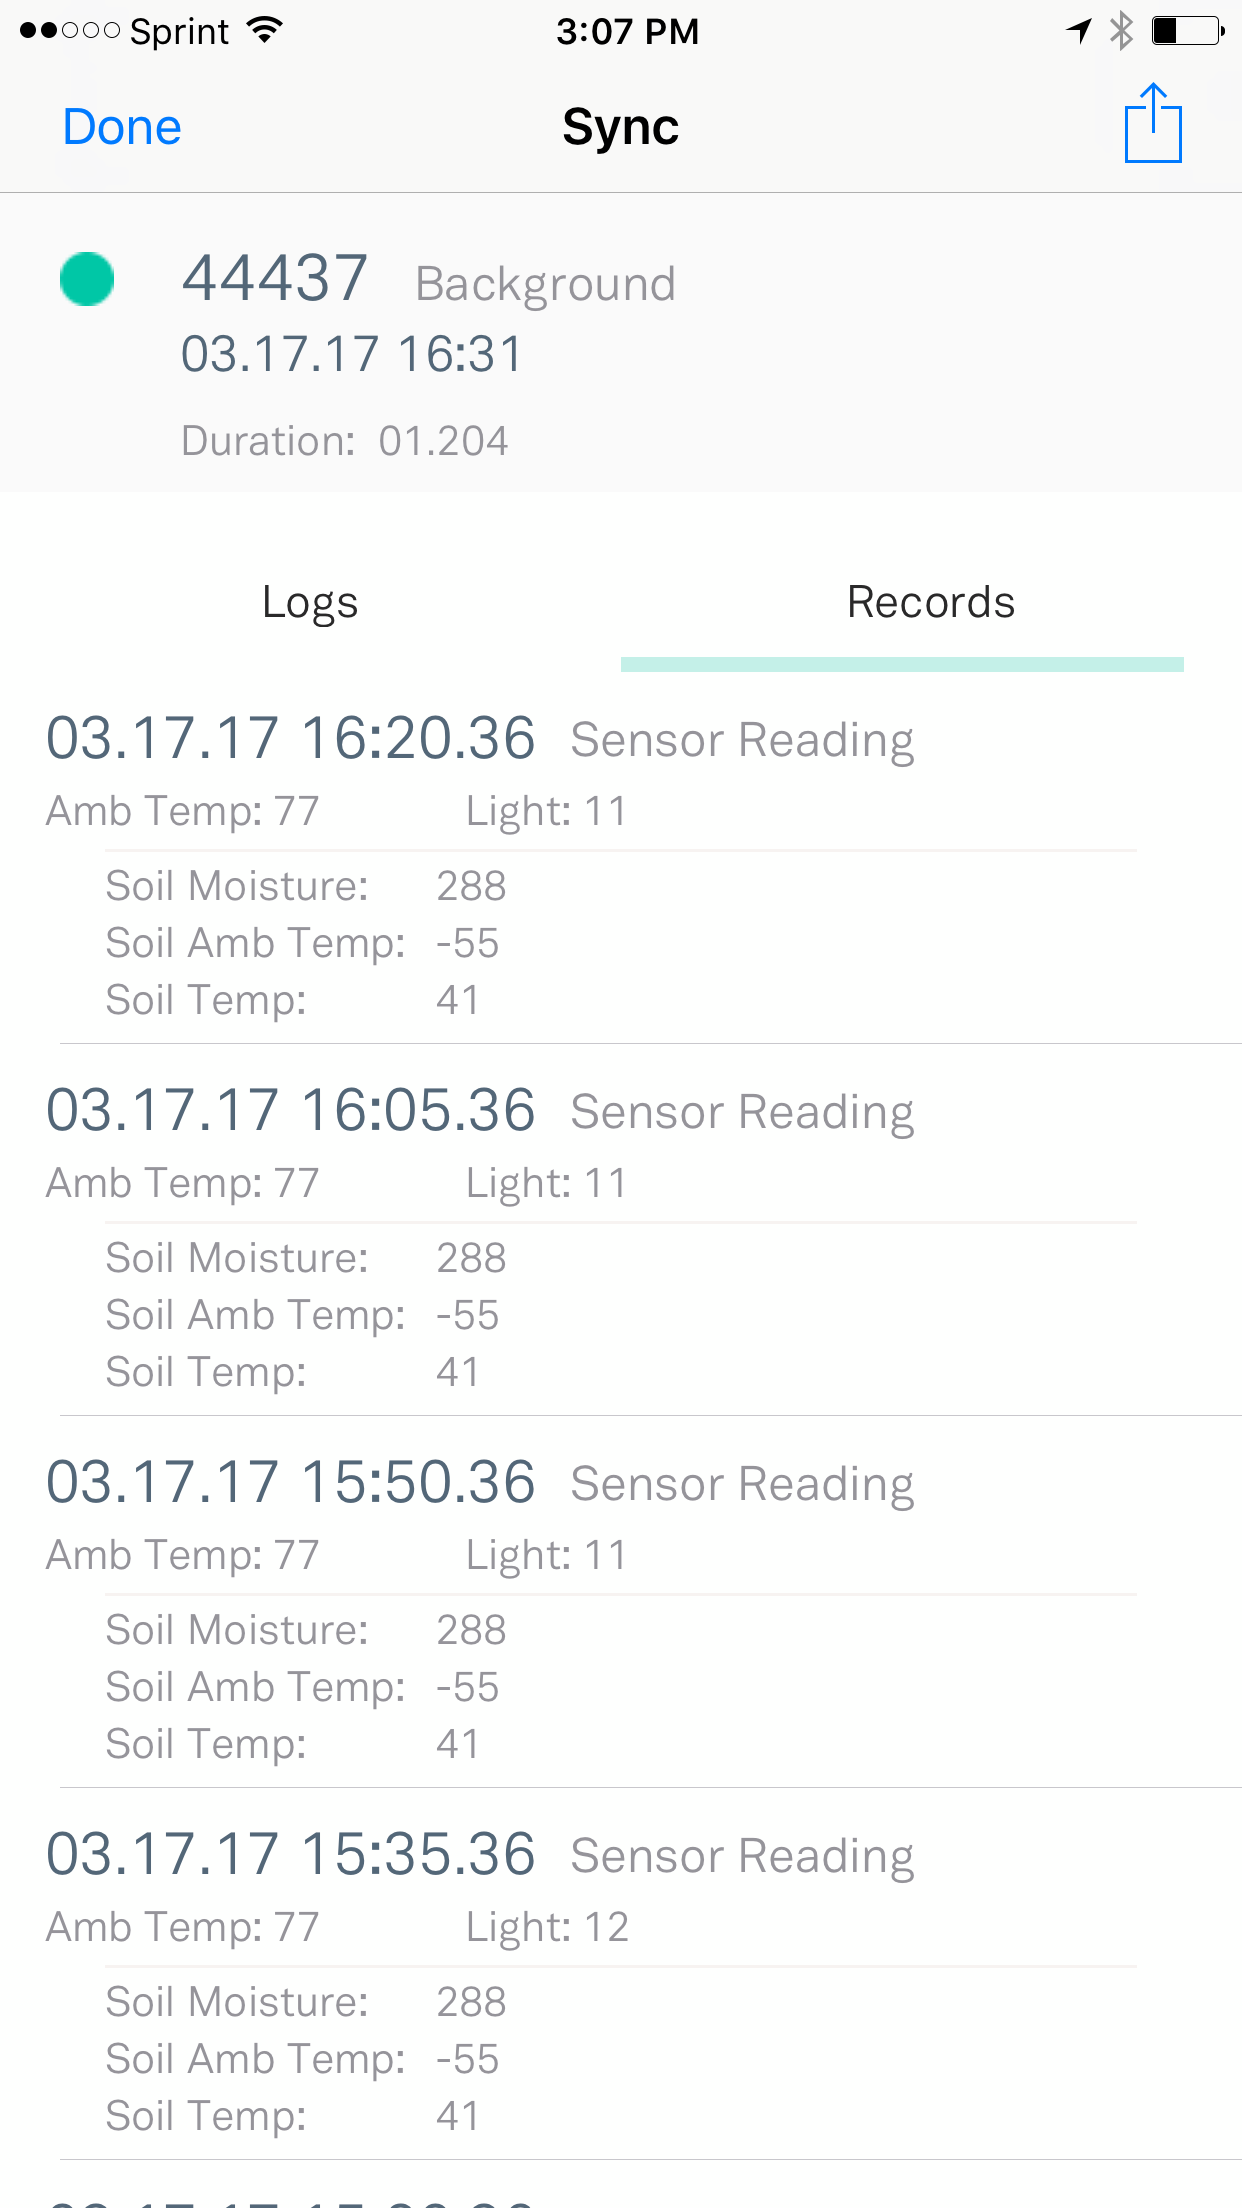 Sprint 3:07 PM
Done Sync
44437 Background
03.17.17 16:31
Duration: 01.204
Logs Records
03.17.17 16:20.36 Sensor Reading
Amb Temp: 77 Light: 11
Soil Moisture: 288
Soil Amb Temp: -55
Soil Temp: 41
03.17.17 16:05.36 Sensor Reading
Amb Temp: 77 Light: 11
Soil Moisture: 288
Soil Amb Temp: -55
Soil Temp: 41
03.17.17 15:50.36 Sensor Reading
Amb Temp: 77 Light: 11
Soil Moisture: 288
Soil Amb Temp: -55
Soil Temp: 41
03.17.17 15:35.36 Sensor Reading
Amb Temp: 77 Light: 12
Soil Moisture: 288
Soil Amb Temp: -55
Soil Temp: 41